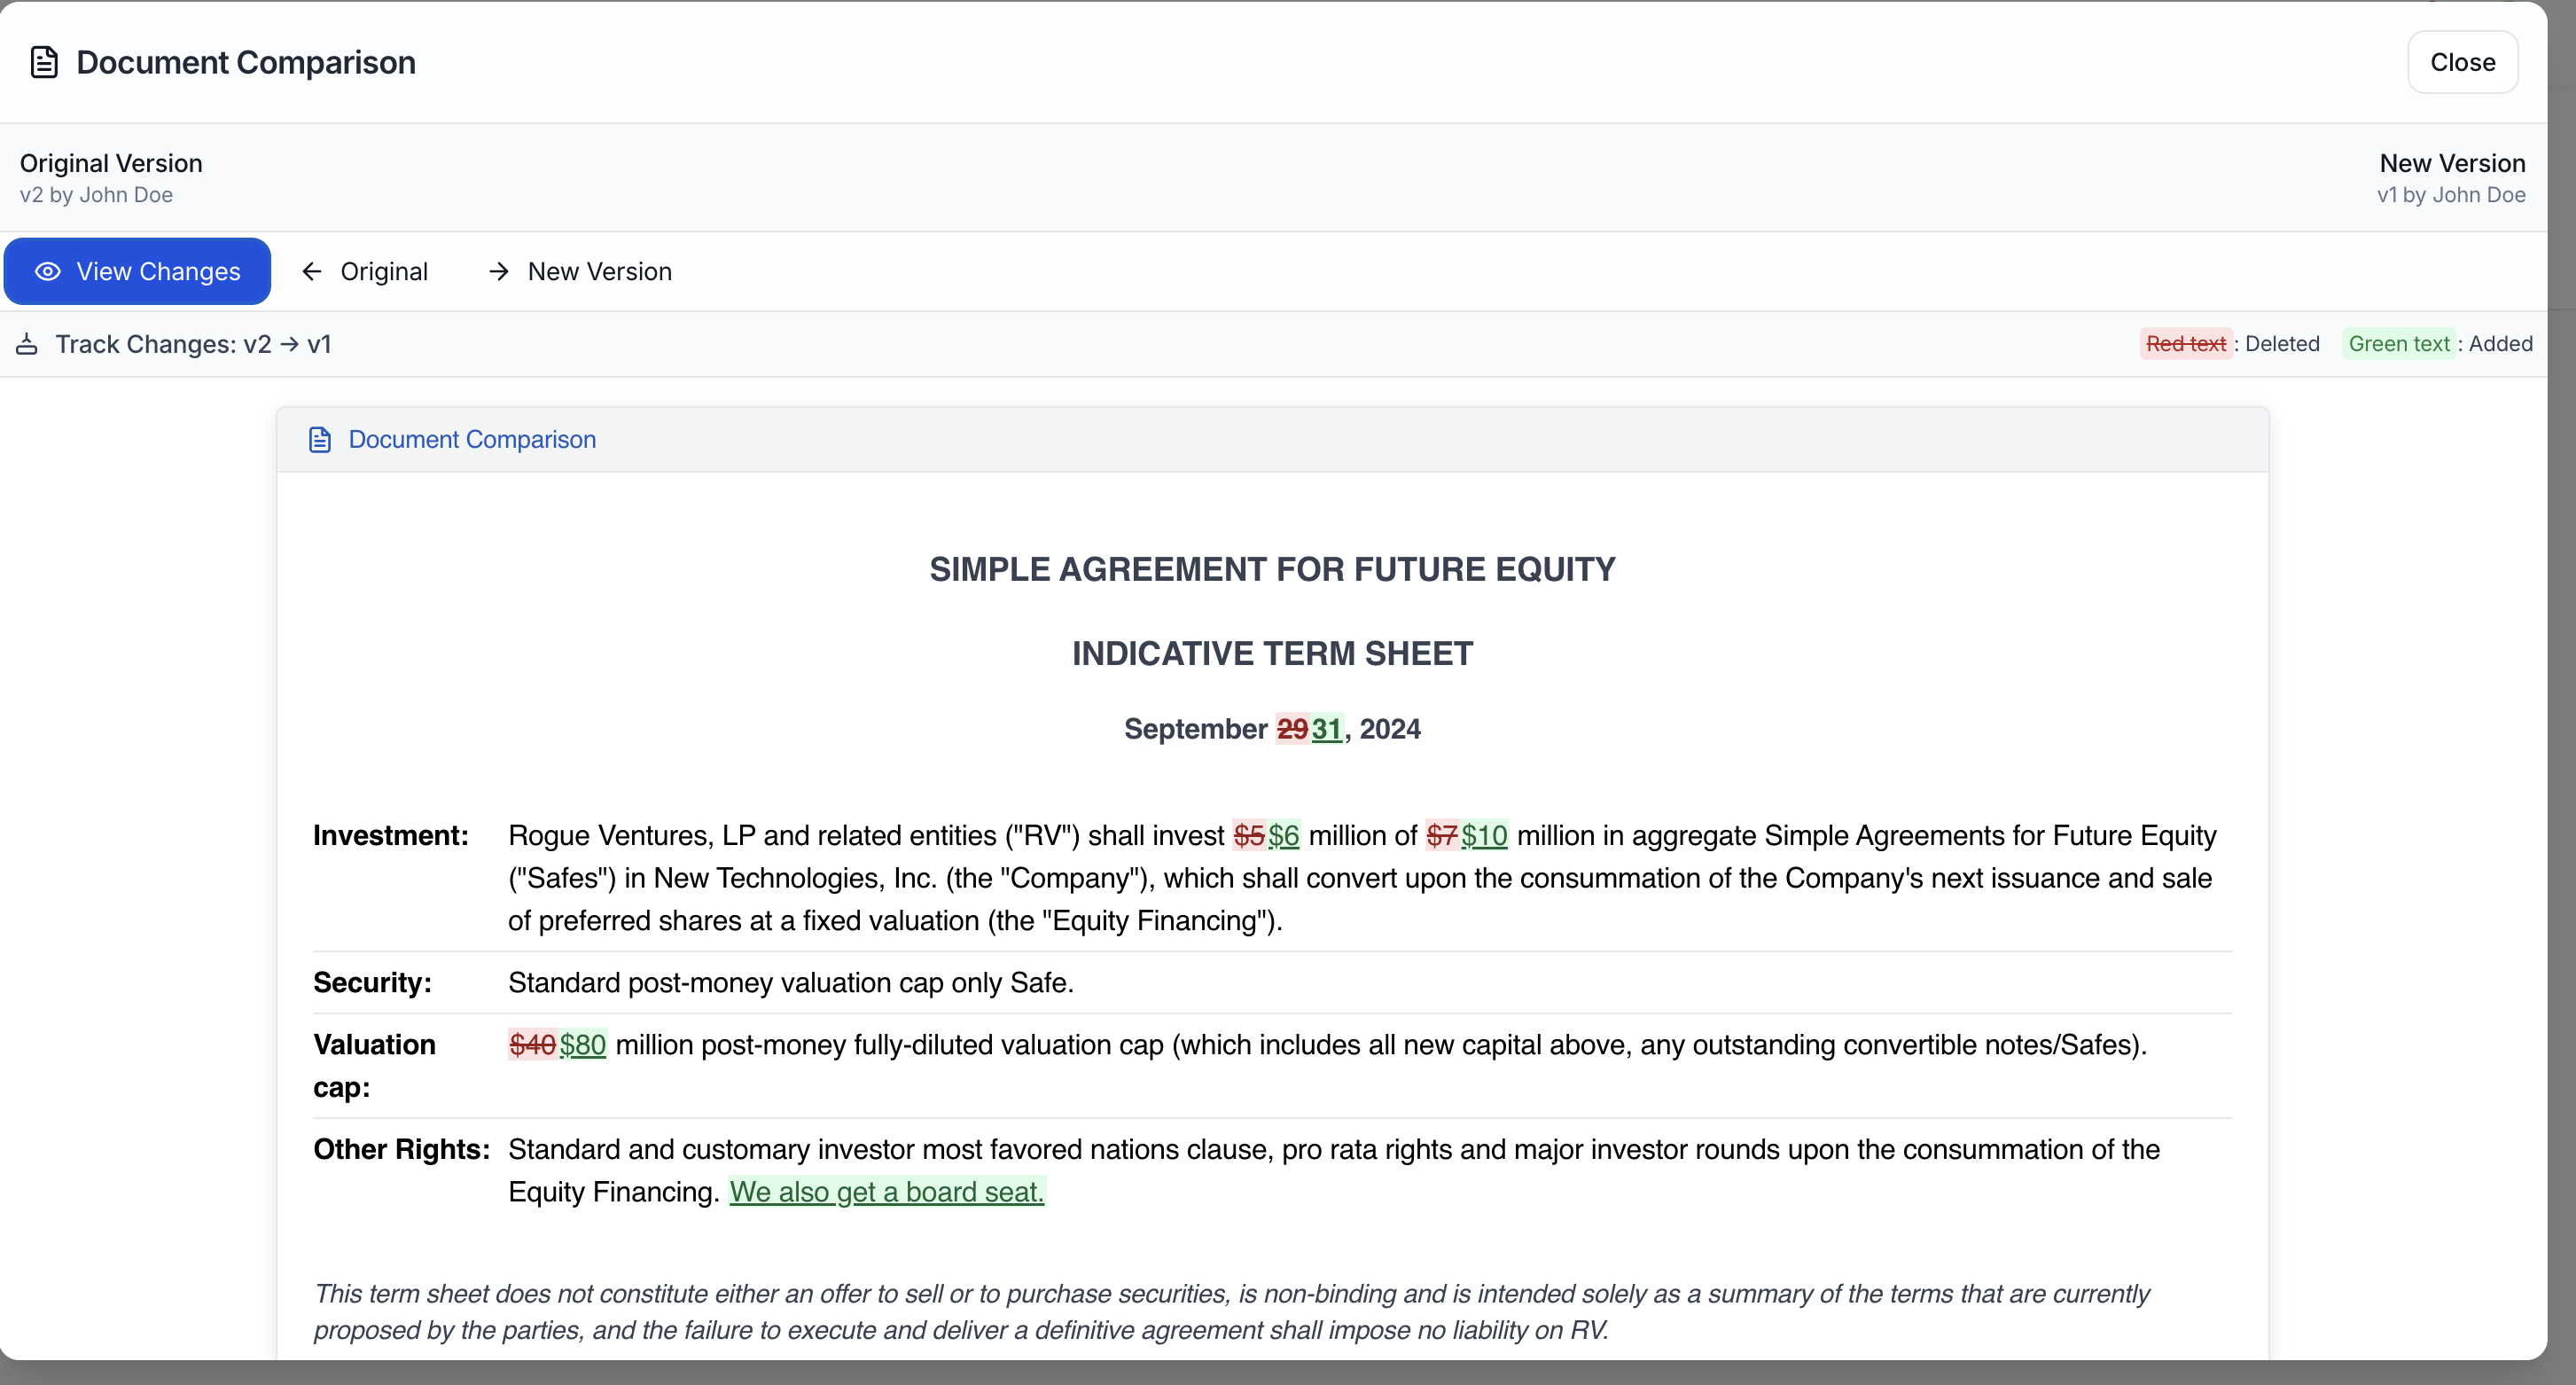 Document Comparison
Close
Original Version
v2 by John Doe
New Version
v1 by John Doe
View Changes
← Original
→ New Version
Track Changes: v2 → v1
Red text: Deleted
Green text: Added
Document Comparison
SIMPLE AGREEMENT FOR FUTURE EQUITY
INDICATIVE TERM SHEET
September 2931, 2024
Investment:
Rogue Ventures, LP and related entities ("RV") shall invest $5$6 million of $7$10 million in aggregate Simple Agreements for Future Equity
("Safes") in New Technologies, Inc. (the "Company"), which shall convert upon the consummation of the Company's next issuance and sale
of preferred shares at a fixed valuation (the "Equity Financing").
Security:
Standard post-money valuation cap only Safe.
Valuation
cap:
$40$80 million post-money fully-diluted valuation cap (which includes all new capital above, any outstanding convertible notes/Safes).
Other Rights:
Standard and customary investor most favored nations clause, pro rata rights and major investor rounds upon the consummation of the
Equity Financing. We also get a board seat.
This term sheet does not constitute either an offer to sell or to purchase securities, is non-binding and is intended solely as a summary of the terms that are currently
proposed by the parties, and the failure to execute and deliver a definitive agreement shall impose no liability on RV.